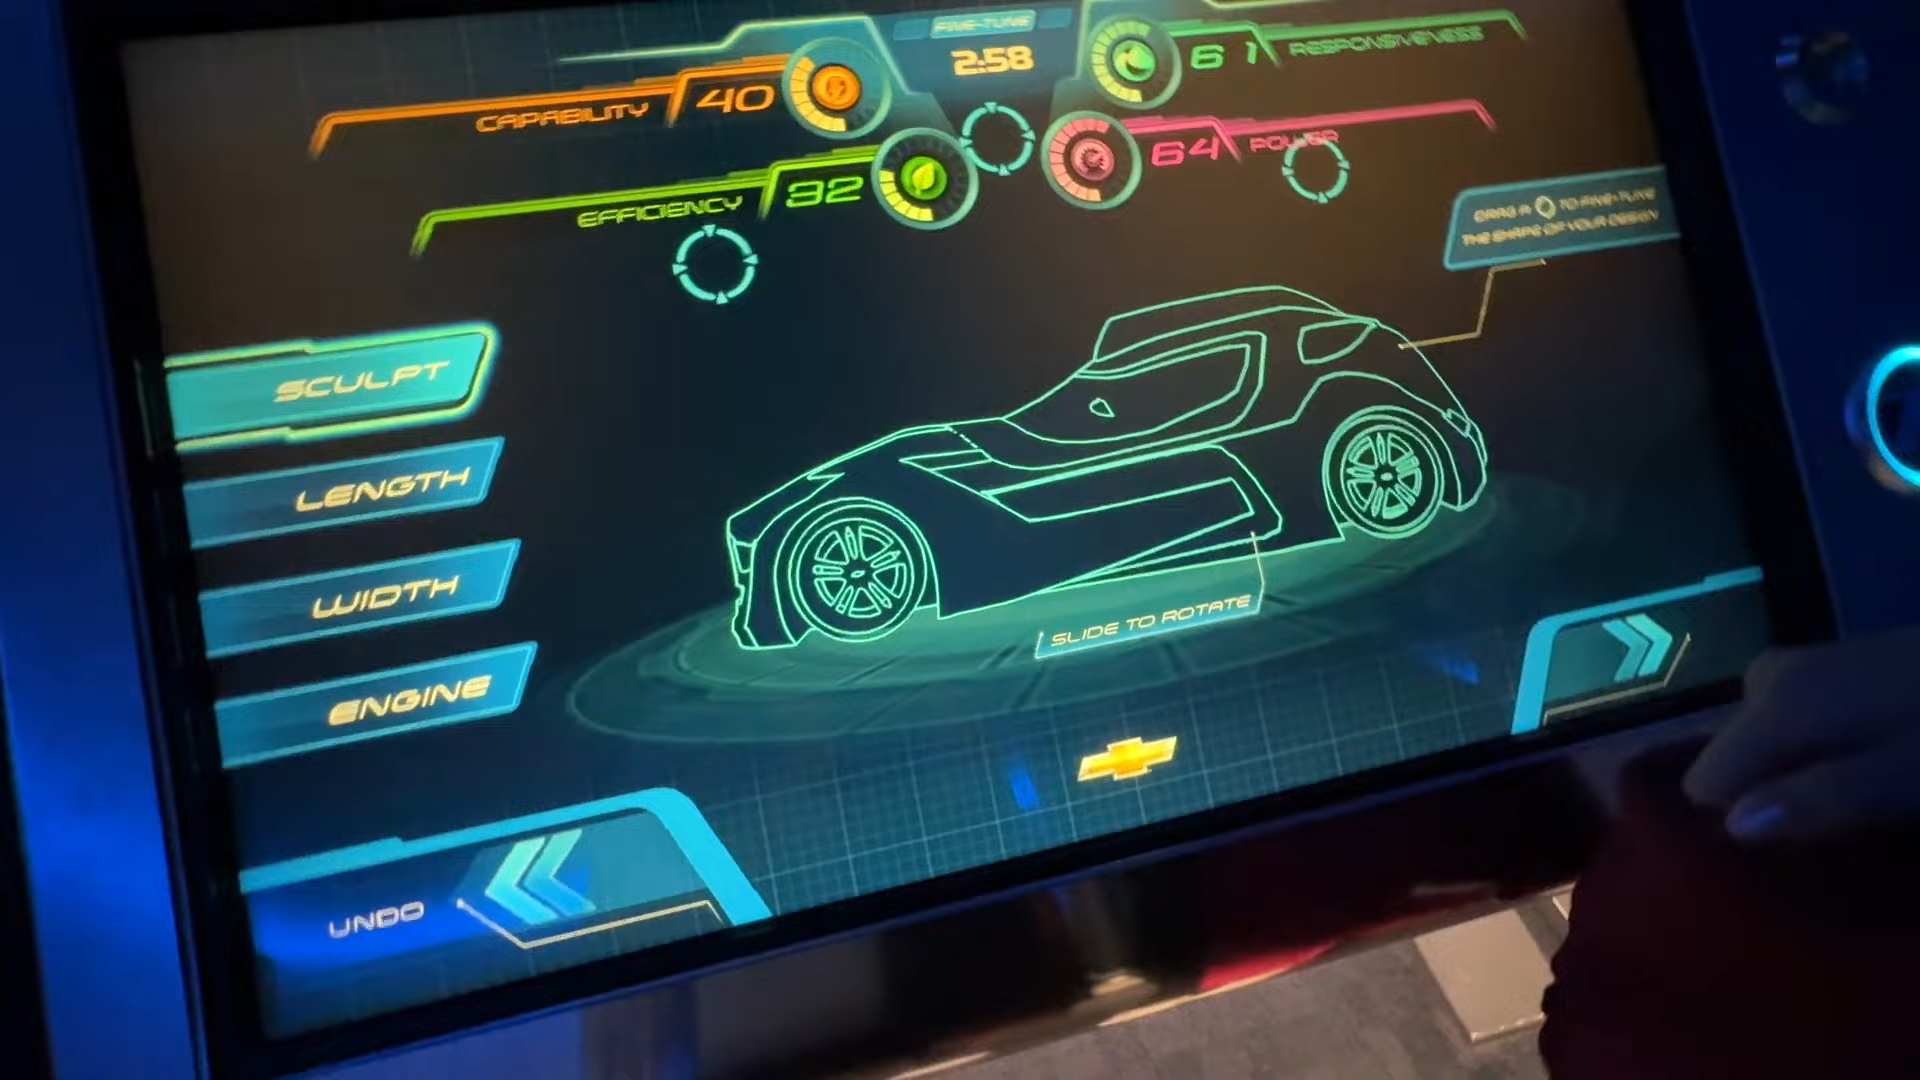 FINE-TUNE
2:58
CAPABILITY 40
61 RESPONSIVENESS
EFFICIENCY 32
64 POWER
DRAG A TO FINE-TUNE
THE SHAPE OF YOUR DESIGN
SCULPT
LENGTH
WIDTH
ENGINE
SLIDE TO ROTATE
UNDO